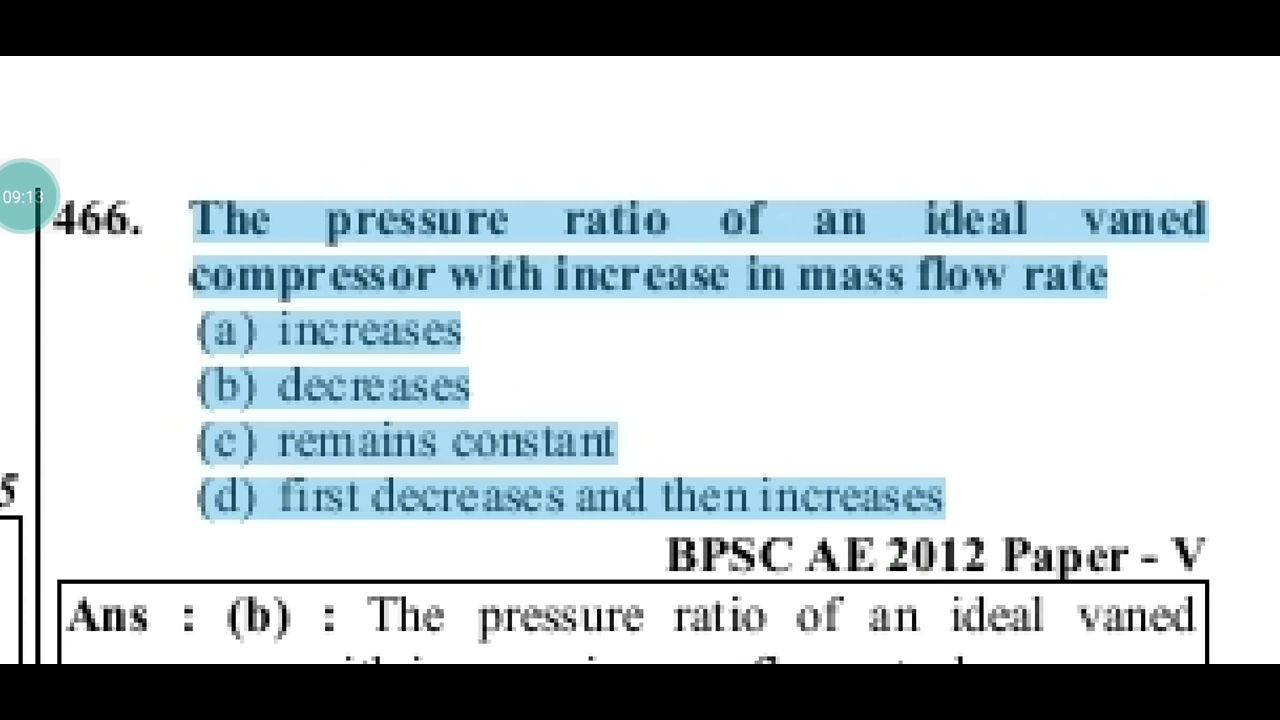 09:13
466. The pressure ratio of an ideal vaned
compressor with increase in mass flow rate
(a) increases
(b) decreases
(c) remains constant
(d) first decreases and then increases
5
BPSC AE 2012 Paper - V
Ans : (b) : The pressure ratio of an ideal vaned